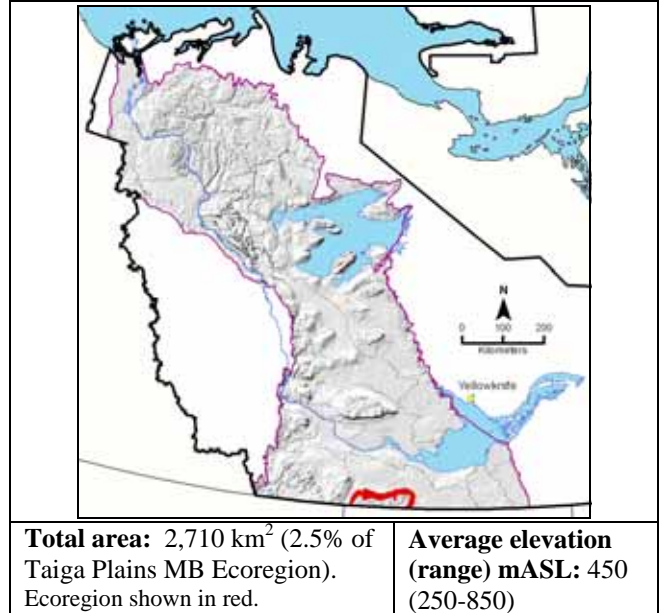 N
0 100 200
Kilometers
Yellowknife
Total area: 2,710 km² (2.5% of
Taiga Plains MB Ecoregion).
Ecoregion shown in red.
Average elevation
(range) mASL: 450
(250-850)